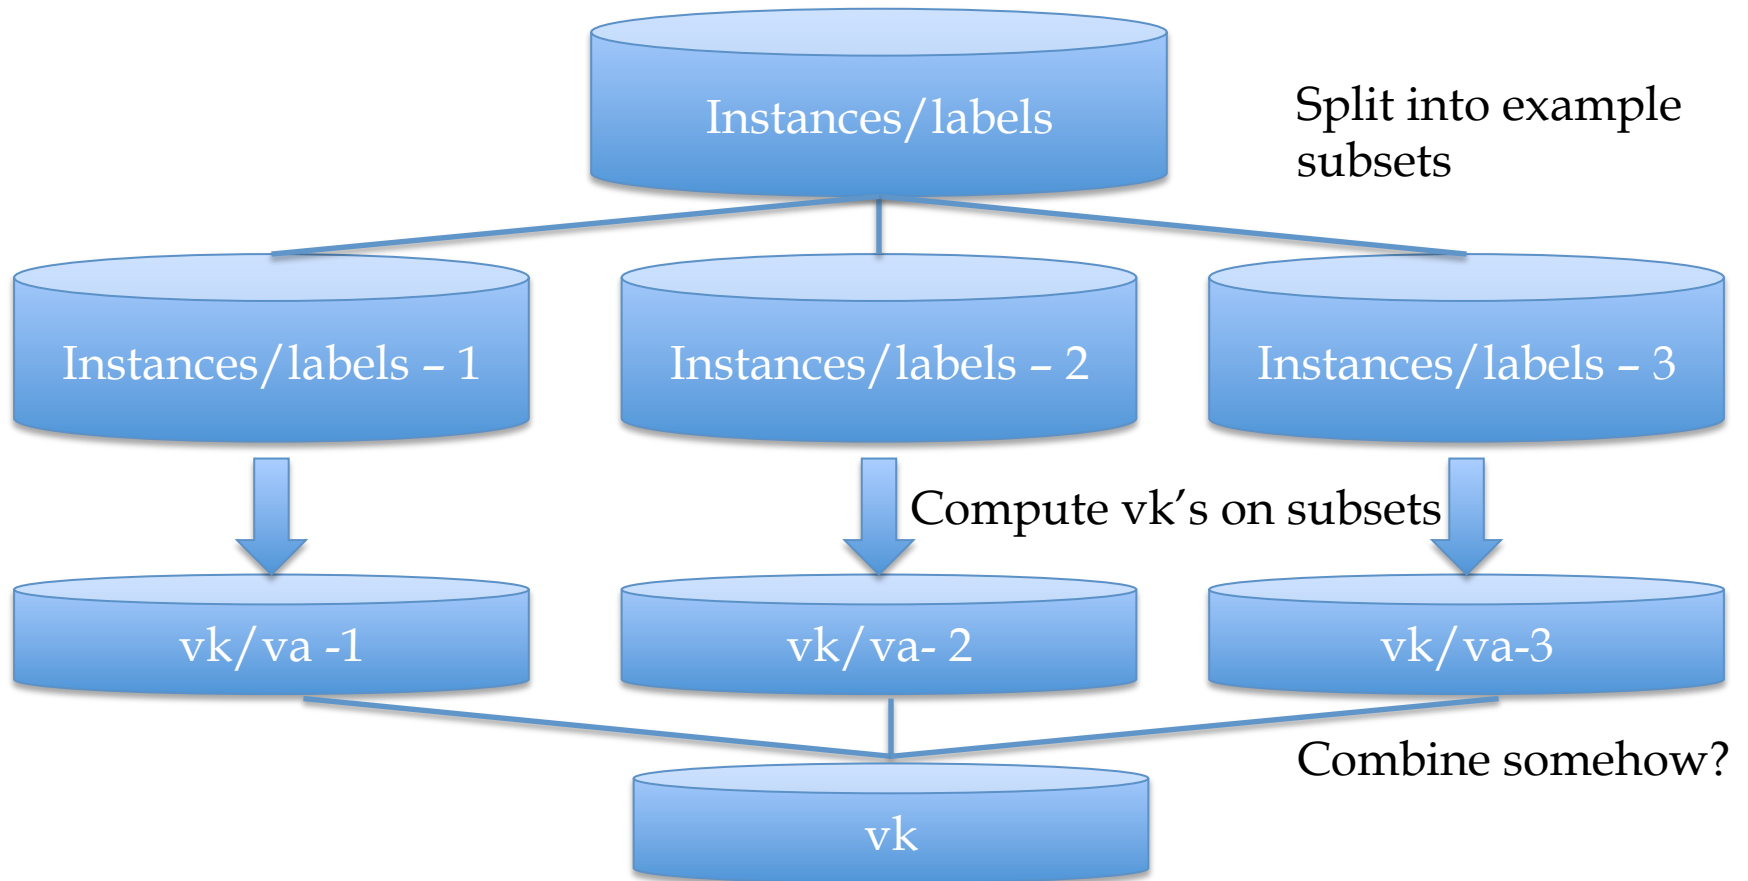 Instances/labels
Split into example
subsets
Instances/labels – 1
Instances/labels – 2
Instances/labels – 3
Compute vk’s on subsets
vk/va -1
vk/va- 2
vk/va-3
Combine somehow?
vk